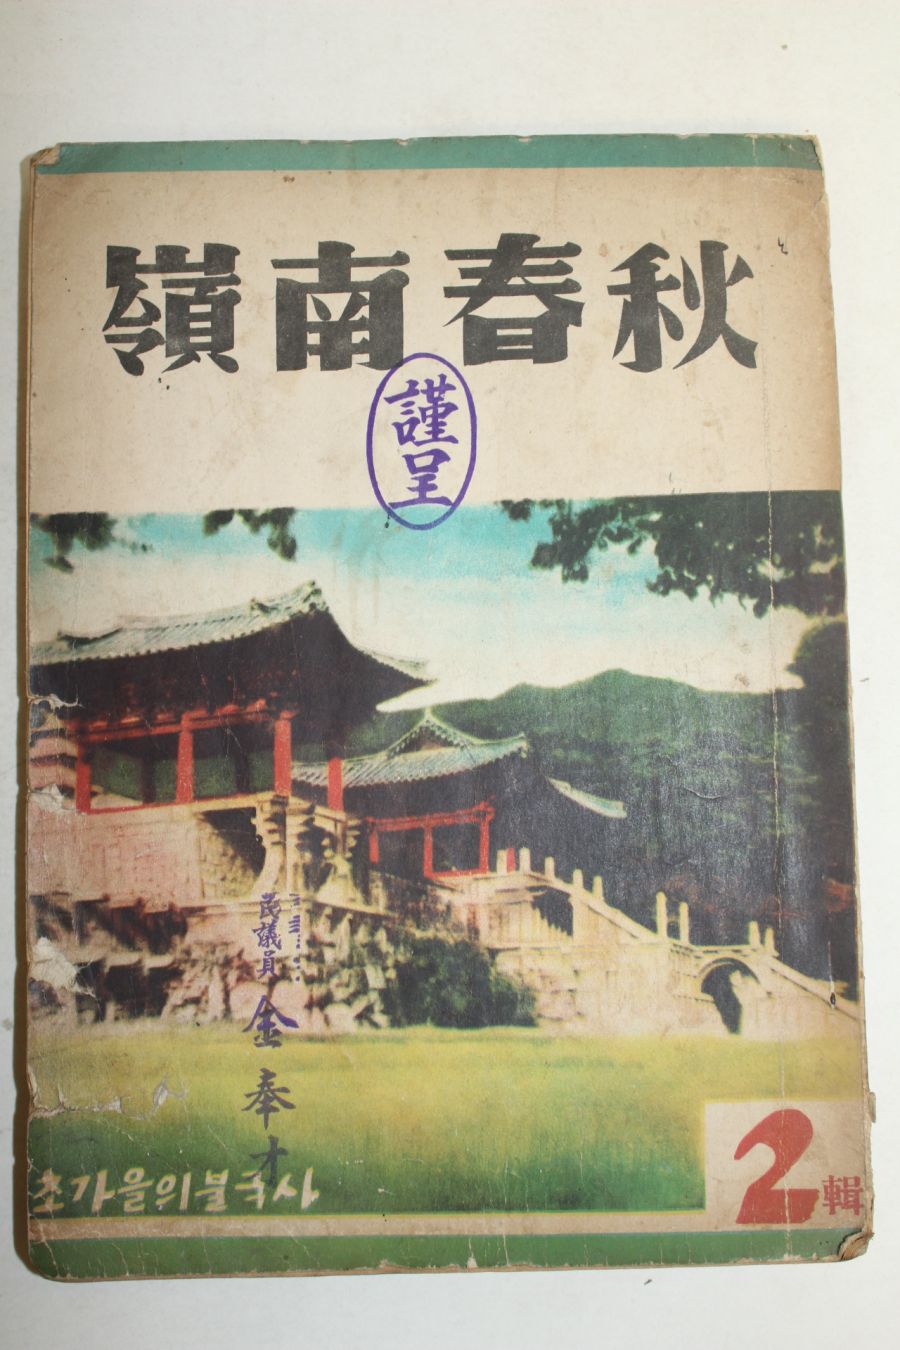 嶺南春秋
謹呈
民議員 金奉才
초가을의불국사
2輯